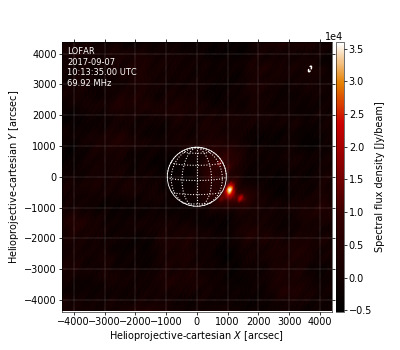 1e4
LOFAR
2017-09-07
10:13:35.00 UTC
69.92 MHz
4000
3000
2000
1000
0
−1000
−2000
−3000
−4000
Helioprojective-cartesian Y [arcsec]
−4000 −3000 −2000 −1000 0 1000 2000 3000 4000
Helioprojective-cartesian X [arcsec]
3.5
3.0
2.5
2.0
1.5
1.0
0.5
0.0
−0.5
Spectral flux density [Jy/beam]